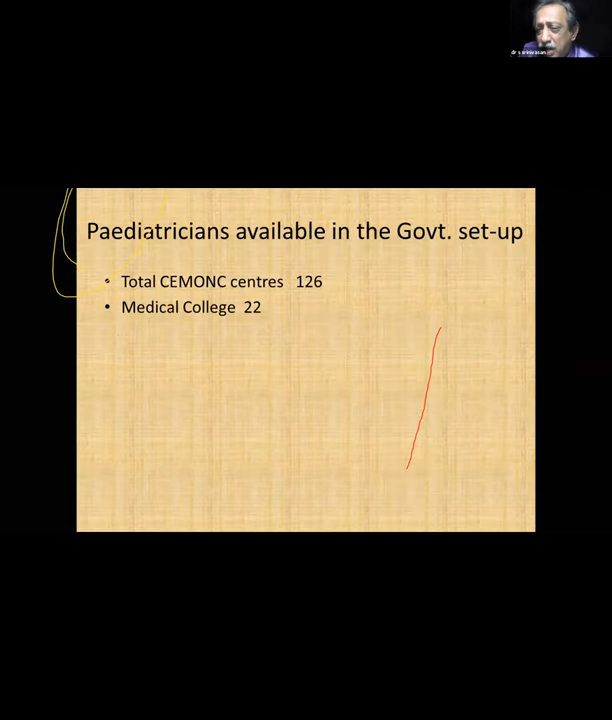 dr s srinivasan
Paediatricians available in the Govt. set-up
• Total CEMONC centres 126
• Medical College 22